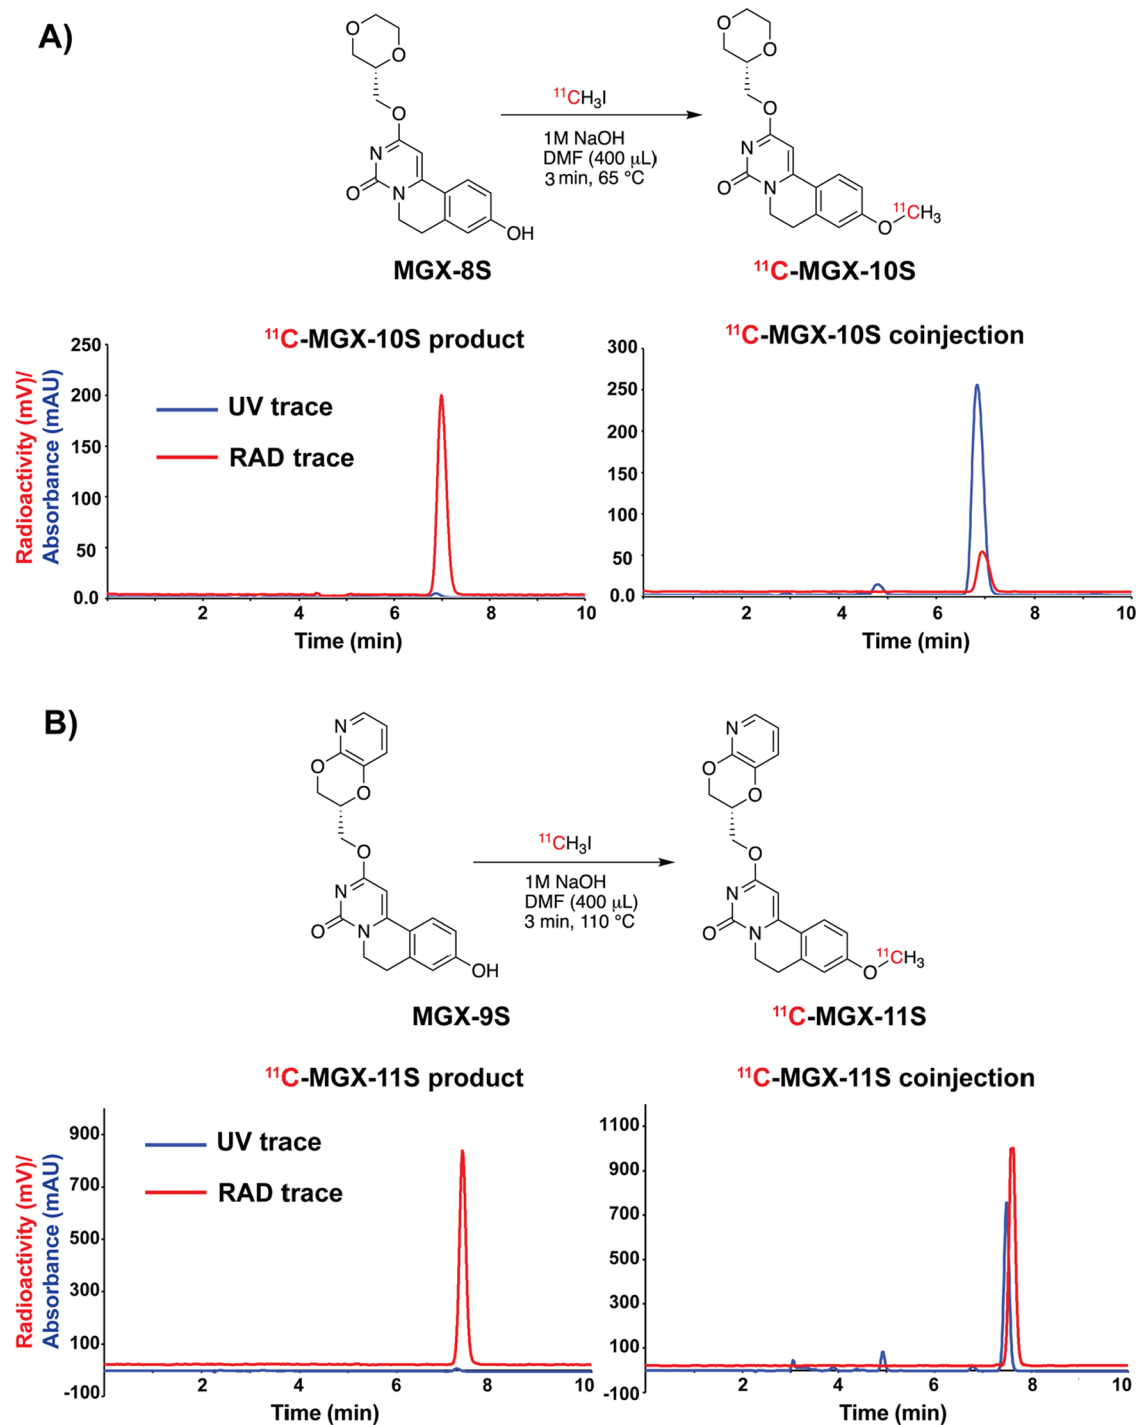 A)
O
O
O
N
O
N
OH
MGX-8S
¹¹CH₃I
1M NaOH
DMF (400 μL)
3 min, 65 °C
O
O
O
N
O
N
O
¹¹CH₃
¹¹C-MGX-10S
¹¹C-MGX-10S product
Radioactivity (mV)/
Absorbance (mAU)
250
200
150
100
50
0.0
UV trace
RAD trace
2
4
6
8
10
Time (min)
¹¹C-MGX-10S coinjection
300
250
200
150
100
50
0.0
2
4
6
8
10
Time (min)
B)
N
O
O
O
N
O
N
OH
MGX-9S
¹¹CH₃I
1M NaOH
DMF (400 μL)
3 min, 110 °C
N
O
O
O
N
O
N
O
¹¹CH₃
¹¹C-MGX-11S
¹¹C-MGX-11S product
Radioactivity (mV)/
Absorbance (mAU)
900
700
500
300
100
-100
UV trace
RAD trace
2
4
6
8
10
Time (min)
¹¹C-MGX-11S coinjection
1100
900
700
500
300
100
-100
2
4
6
8
10
Time (min)